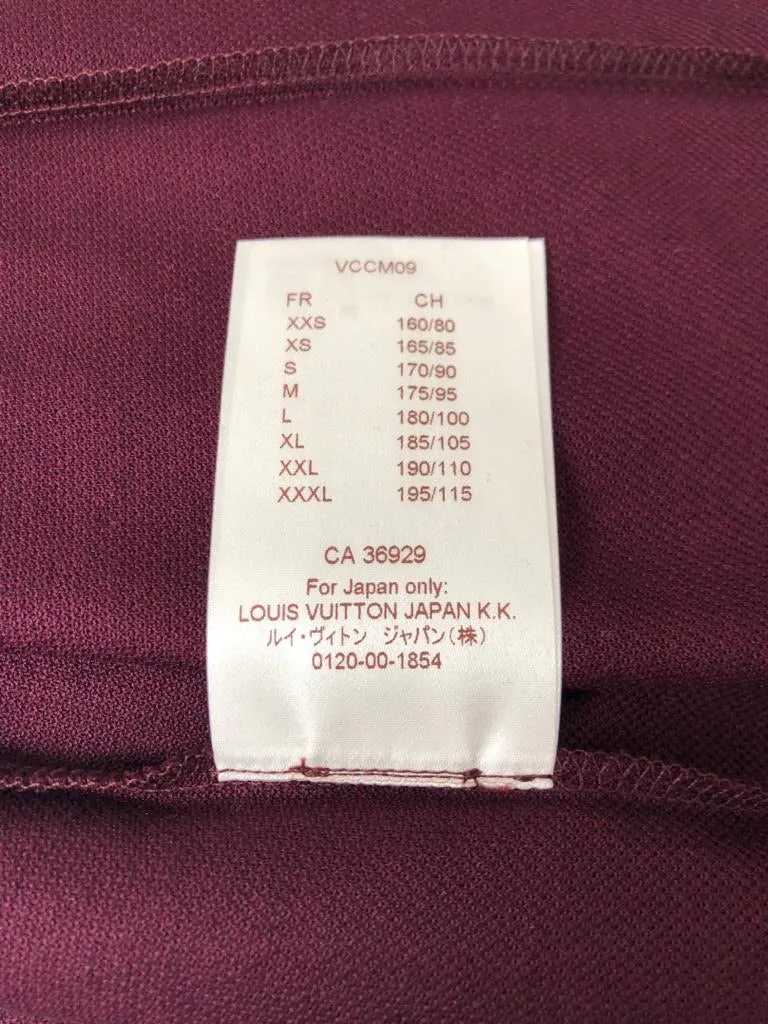 VCCM09
FR CH
XXS 160/80
XS 165/85
S 170/90
M 175/95
L 180/100
XL 185/105
XXL 190/110
XXXL 195/115
CA 36929
For Japan only:
LOUIS VUITTON JAPAN K.K.
ルイ・ヴィトン ジャパン(株)
0120-00-1854